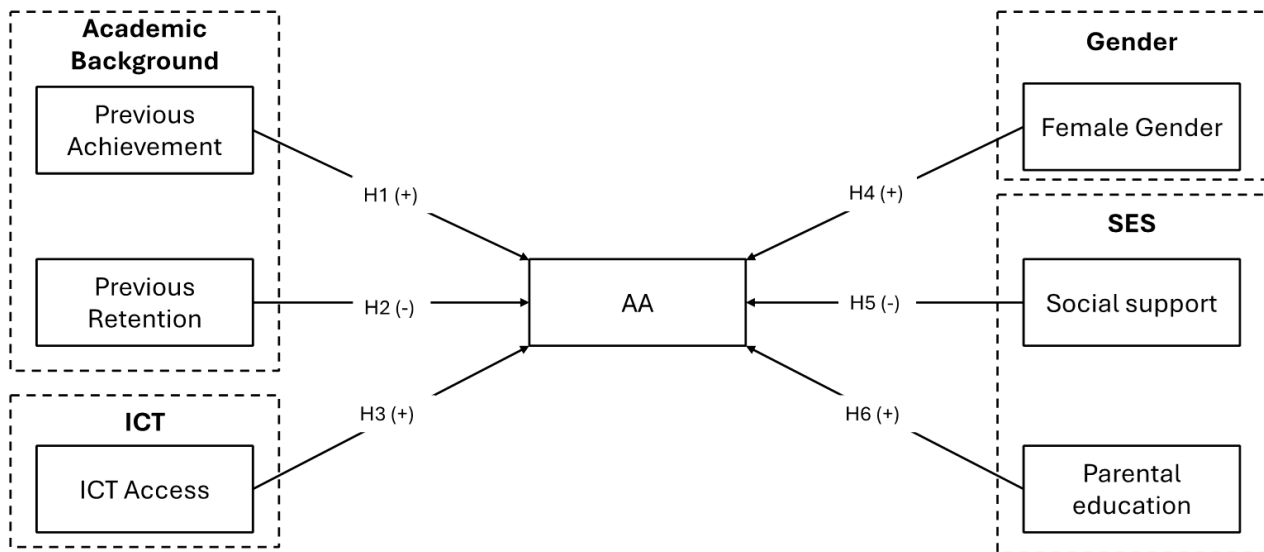 Academic
Background
Previous
Achievement
H1 (+)
Previous
Retention
H2 (-)
ICT
ICT Access
H3 (+)
AA
Gender
Female Gender
H4 (+)
SES
Social support
H5 (-)
Parental
education
H6 (+)